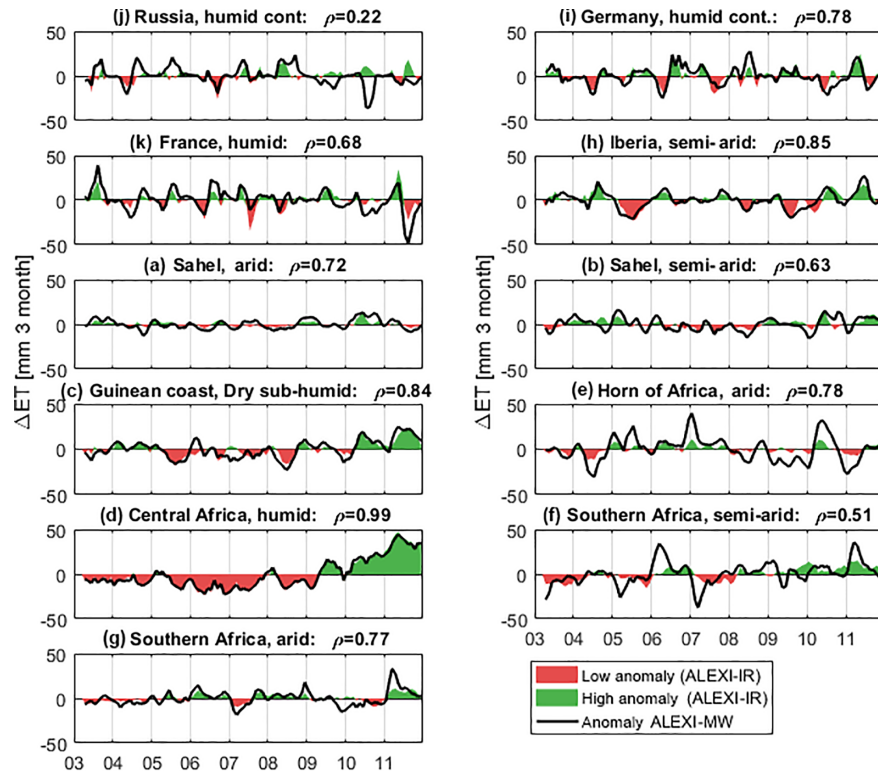 (j) Russia, humid cont: ρ=0.22
50
0
-50
(k) France, humid: ρ=0.68
50
0
-50
(a) Sahel, arid: ρ=0.72
50
0
-50
(c) Guinean coast, Dry sub-humid: ρ=0.84
50
0
-50
(d) Central Africa, humid: ρ=0.99
50
0
-50
(g) Southern Africa, arid: ρ=0.77
50
0
-50
03 04 05 06 07 08 09 10 11
ΔET [mm 3 month]
(i) Germany, humid cont.: ρ=0.78
50
0
-50
(h) Iberia, semi-arid: ρ=0.85
50
0
-50
(b) Sahel, semi-arid: ρ=0.63
50
0
-50
(e) Horn of Africa, arid: ρ=0.78
50
0
-50
(f) Southern Africa, semi-arid: ρ=0.51
50
0
-50
03 04 05 06 07 08 09 10 11
ΔET [mm 3 month]
Low anomaly (ALEXI-IR)
High anomaly (ALEXI-IR)
Anomaly ALEXI-MW